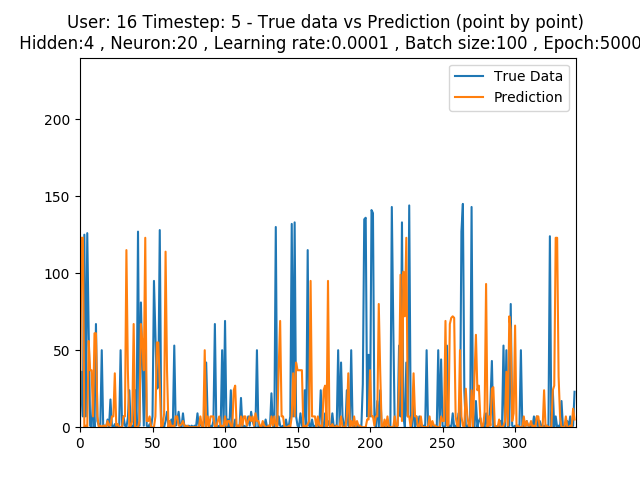 User: 16 Timestep: 5 - True data vs Prediction (point by point)
Hidden:4 , Neuron:20 , Learning rate:0.0001 , Batch size:100 , Epoch:5000
True Data
Prediction
200
150
100
50
0
0 50 100 150 200 250 300